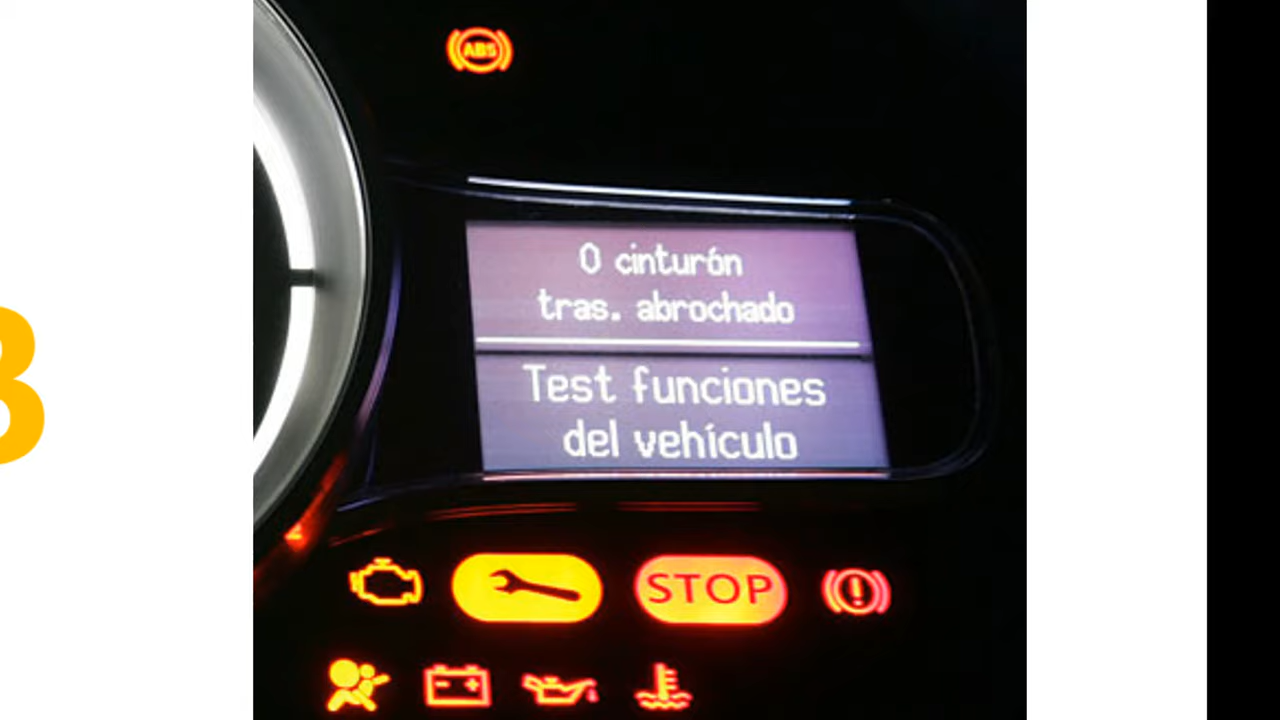 ABS
0 cinturón
tras. abrochado
Test funciones
del vehículo
STOP